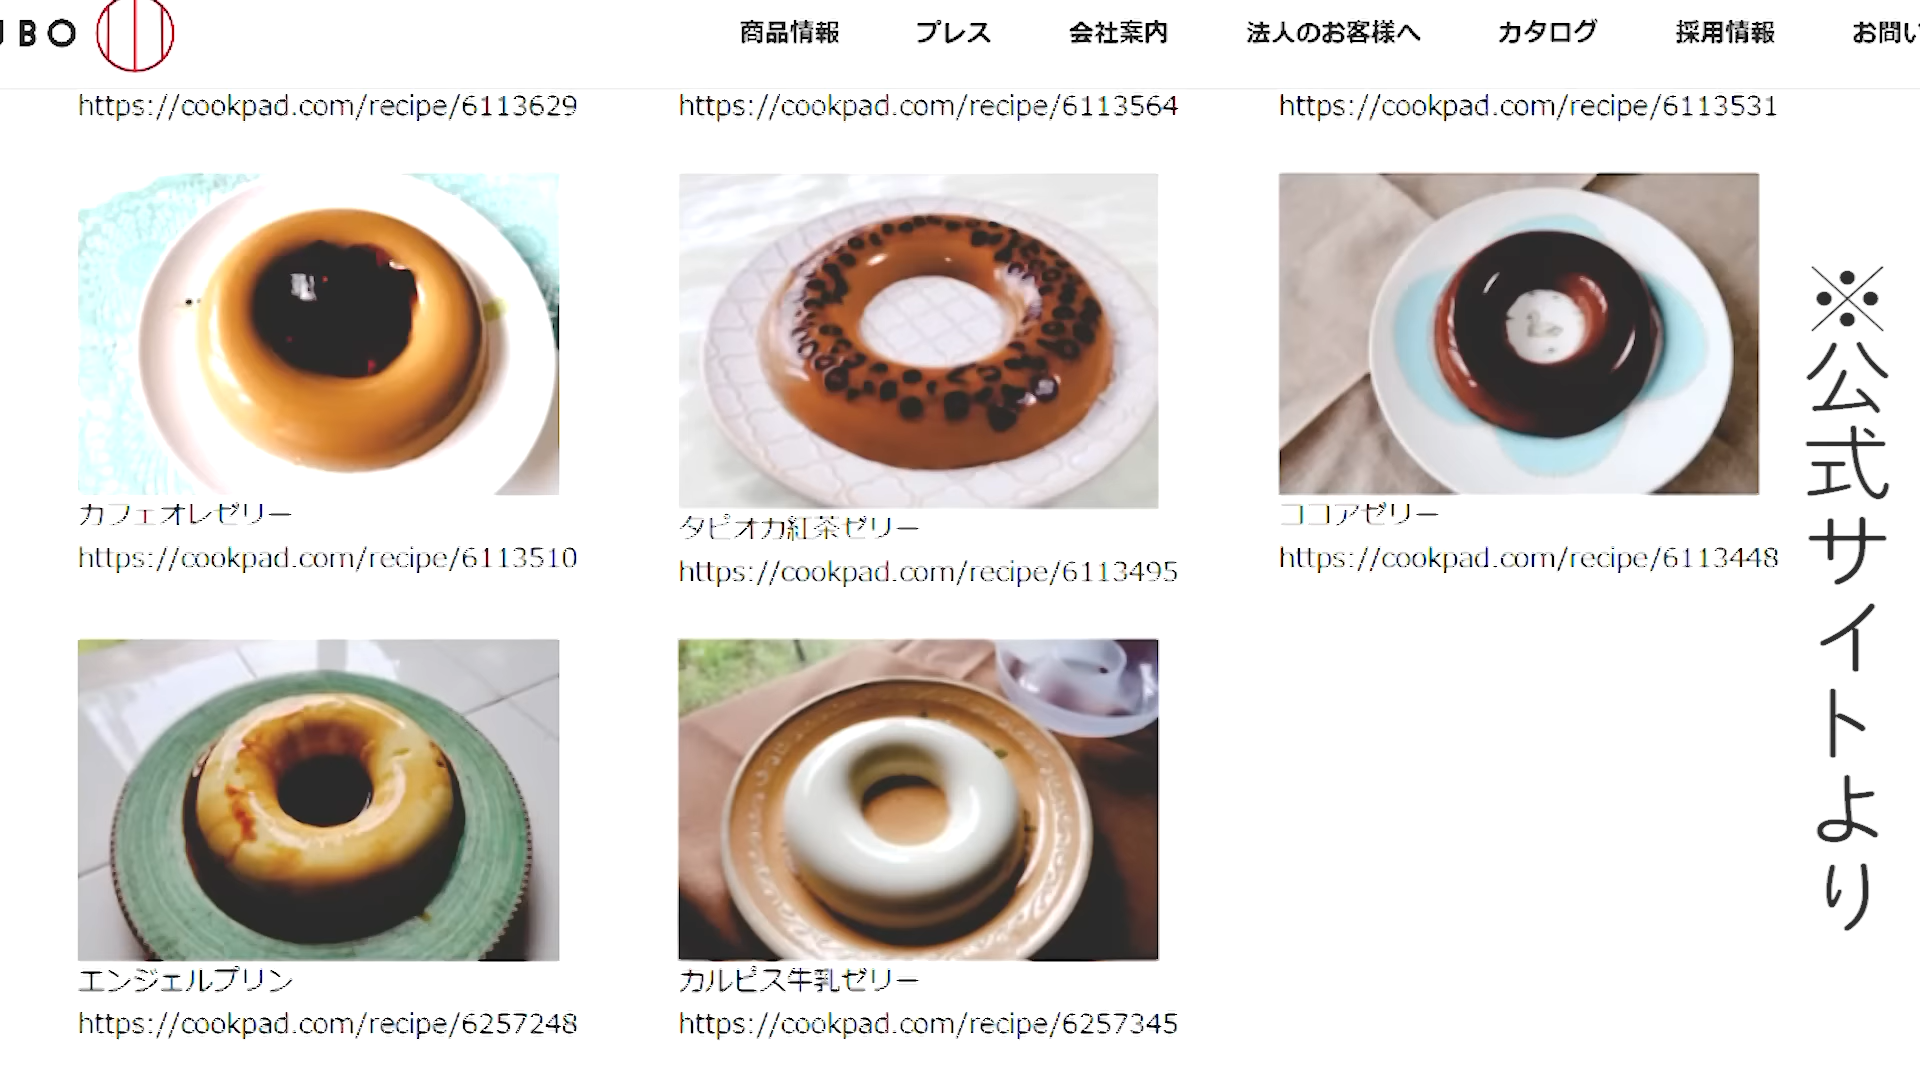 UBO
商品情報 プレス 会社案内 法人のお客様へ カタログ 採用情報 お問い
https://cookpad.com/recipe/6113629
https://cookpad.com/recipe/6113564
https://cookpad.com/recipe/6113531
カフェオレゼリー
https://cookpad.com/recipe/6113510
タピオカ紅茶ゼリー
https://cookpad.com/recipe/6113495
ココアゼリー
https://cookpad.com/recipe/6113448
エンジェルプリン
https://cookpad.com/recipe/6257248
カルピス牛乳ゼリー
https://cookpad.com/recipe/6257345
※公式サイトより